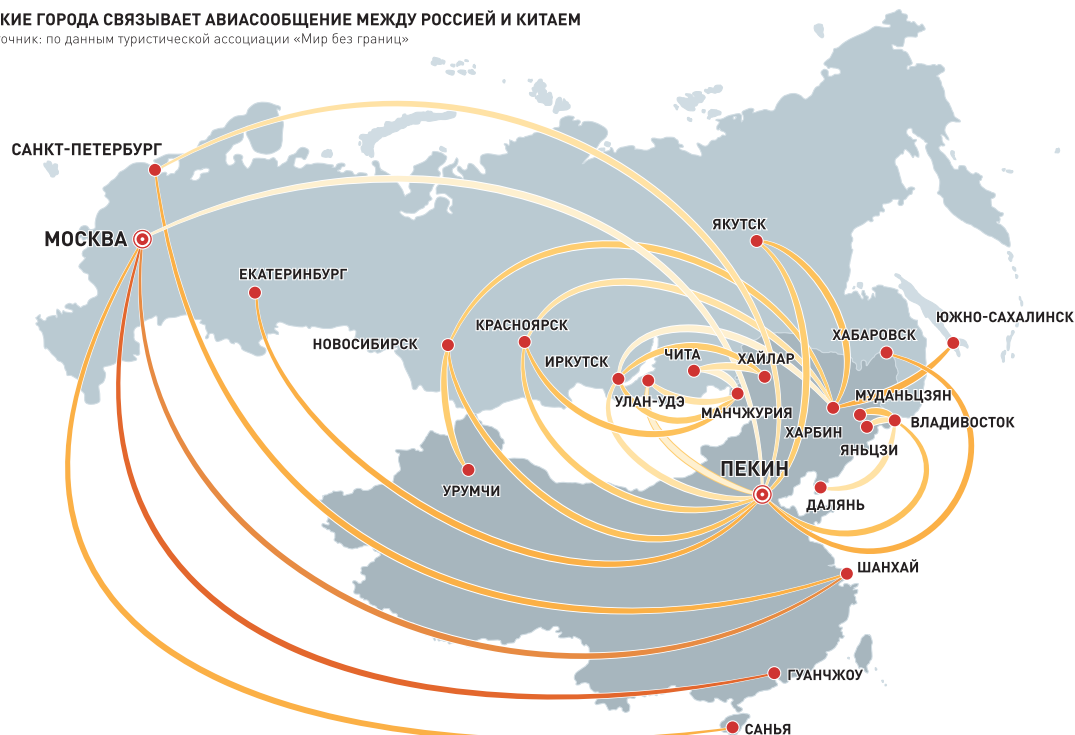 КИЕ ГОРОДА СВЯЗЫВАЕТ АВИАСООБЩЕНИЕ МЕЖДУ РОССИЕЙ И КИТАЕМ
очник: по данным туристической ассоциации «Мир без границ»
САНКТ-ПЕТЕРБУРГ
МОСКВА
ЯКУТСК
ЕКАТЕРИНБУРГ
ЮЖНО-САХАЛИНСК
КРАСНОЯРСК
ХАБАРОВСК
НОВОСИБИРСК
ИРКУТСК
ЧИТА
ХАЙЛАР
УЛАН-УДЭ
МАНЧЖУРИЯ
МУДАНЬЦЗЯН
ХАРБИН
ВЛАДИВОСТОК
ЯНЬЦЗИ
ПЕКИН
УРУМЧИ
ДАЛЯНЬ
ШАНХАЙ
ГУАНЧЖОУ
САНЬЯ